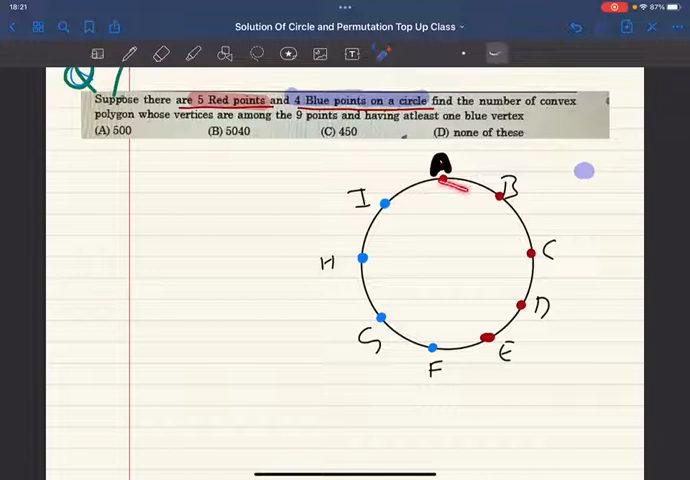 18:21
87%
Solution Of Circle and Permutation Top Up Class
Q
Suppose there are 5 Red points and 4 Blue points on a circle find the number of convex
polygon whose vertices are among the 9 points and having atleast one blue vertex
(A) 500 (B) 5040 (C) 450 (D) none of these
A
B
I
C
H
D
G
E
F